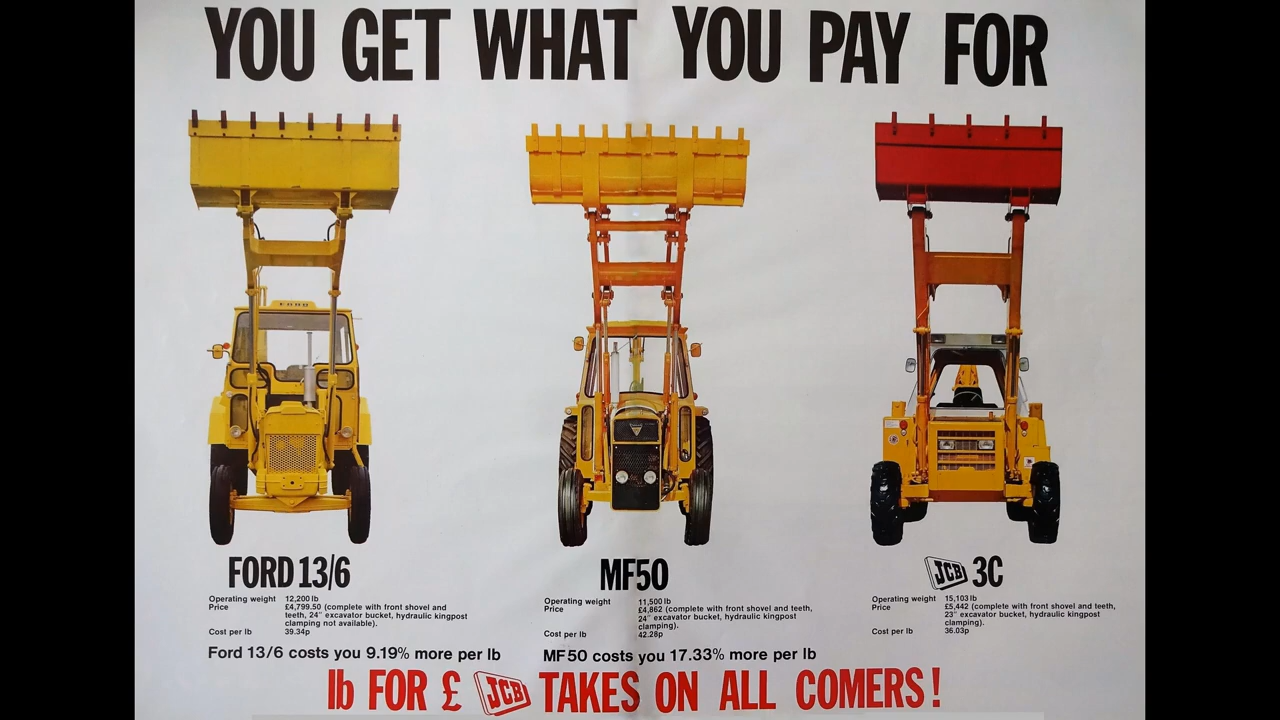 YOU GET WHAT YOU PAY FOR
FORD
FORD 13/6
Operating weight 12,200 lb
Price £4,799.50 (complete with front shovel and
teeth, 24" excavator bucket, hydraulic kingpost
clamping not available).
Cost per lb 39.34p
Ford 13/6 costs you 9.19% more per lb
MF50
Operating weight 11,500 lb
Price £4,862 (complete with front shovel and teeth,
24" excavator bucket, hydraulic kingpost
clamping).
Cost per lb 42.28p
MF50 costs you 17.33% more per lb
JCB 3C
Operating weight 15,103 lb
Price £5,442 (complete with front shovel and teeth,
23" excavator bucket, hydraulic kingpost
clamping).
Cost per lb 36.03p
lb FOR £ JCB TAKES ON ALL COMERS!